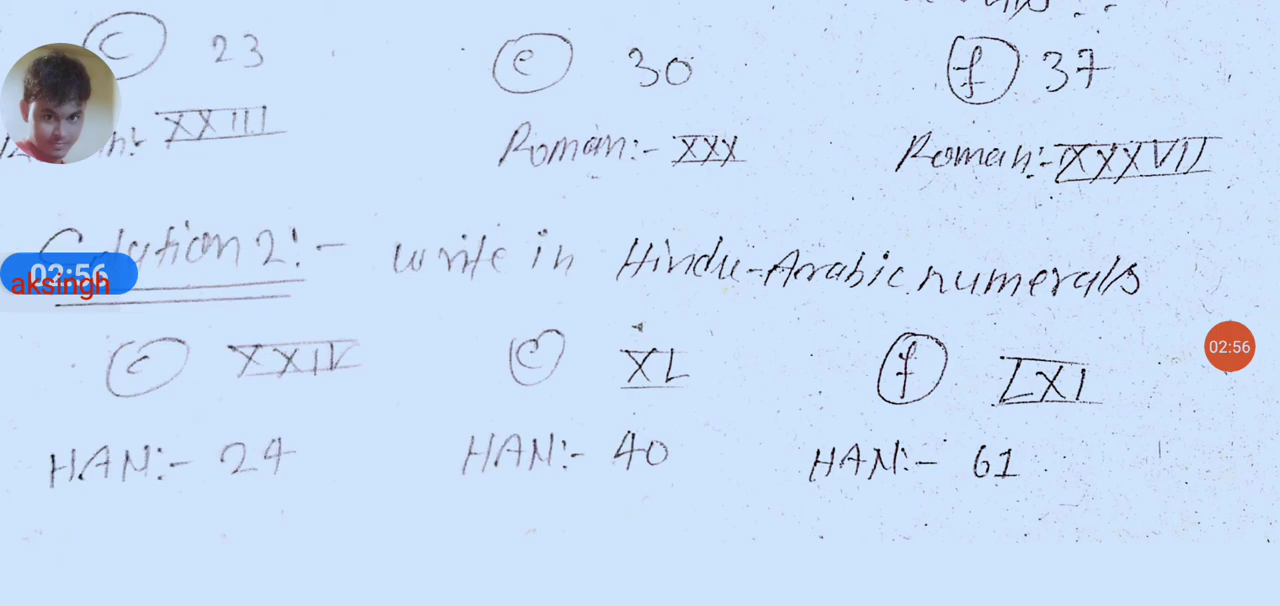 c 23 e 30 f 37
XXIII Roman:- XXX Roman:- XXXVII
Solution 2:- write in Hindu-Arabic numerals
02:56
aksingh
c XXIV e XL f LXI
02:56
HAN:- 24 HAN:- 40 HAN:- 61